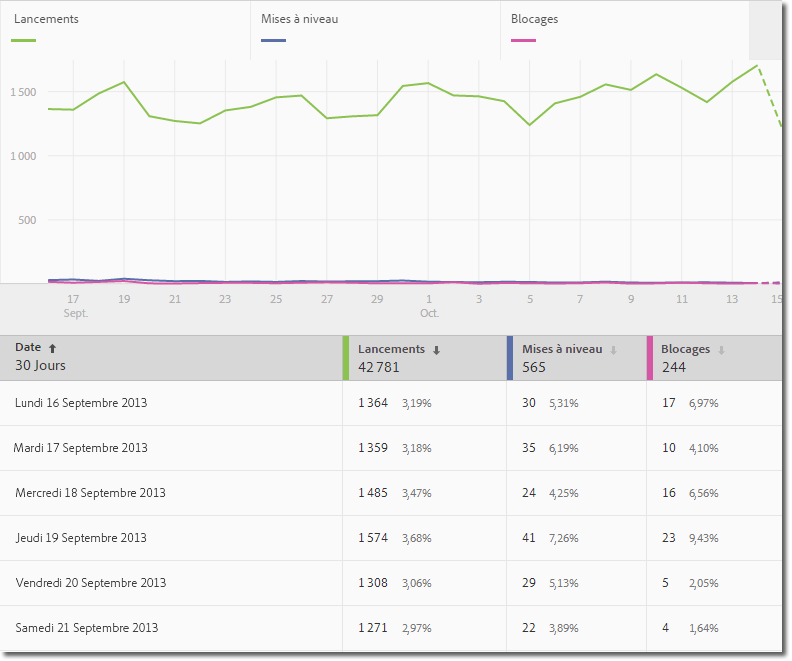 Lancements Mises à niveau Blocages
1 500
1 000
500
17 19 21 23 25 27 29 1 3 5 7 9 11 13 15
Sept. Oct.
Date Lancements Mises à niveau Blocages
30 Jours 42 781 565 244
Lundi 16 Septembre 2013 1 364 3,19% 30 5,31% 17 6,97%
Mardi 17 Septembre 2013 1 359 3,18% 35 6,19% 10 4,10%
Mercredi 18 Septembre 2013 1 485 3,47% 24 4,25% 16 6,56%
Jeudi 19 Septembre 2013 1 574 3,68% 41 7,26% 23 9,43%
Vendredi 20 Septembre 2013 1 308 3,06% 29 5,13% 5 2,05%
Samedi 21 Septembre 2013 1 271 2,97% 22 3,89% 4 1,64%